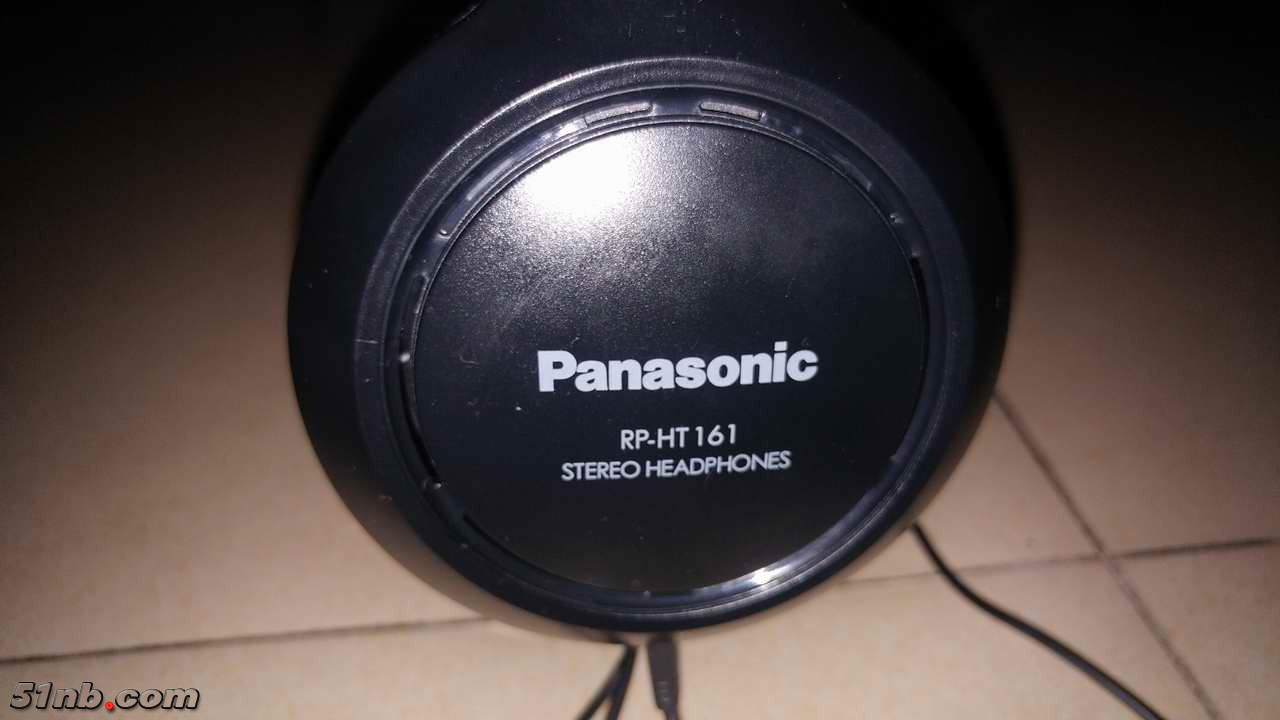 Panasonic
RP-HT161
STEREO HEADPHONES
51nb.com